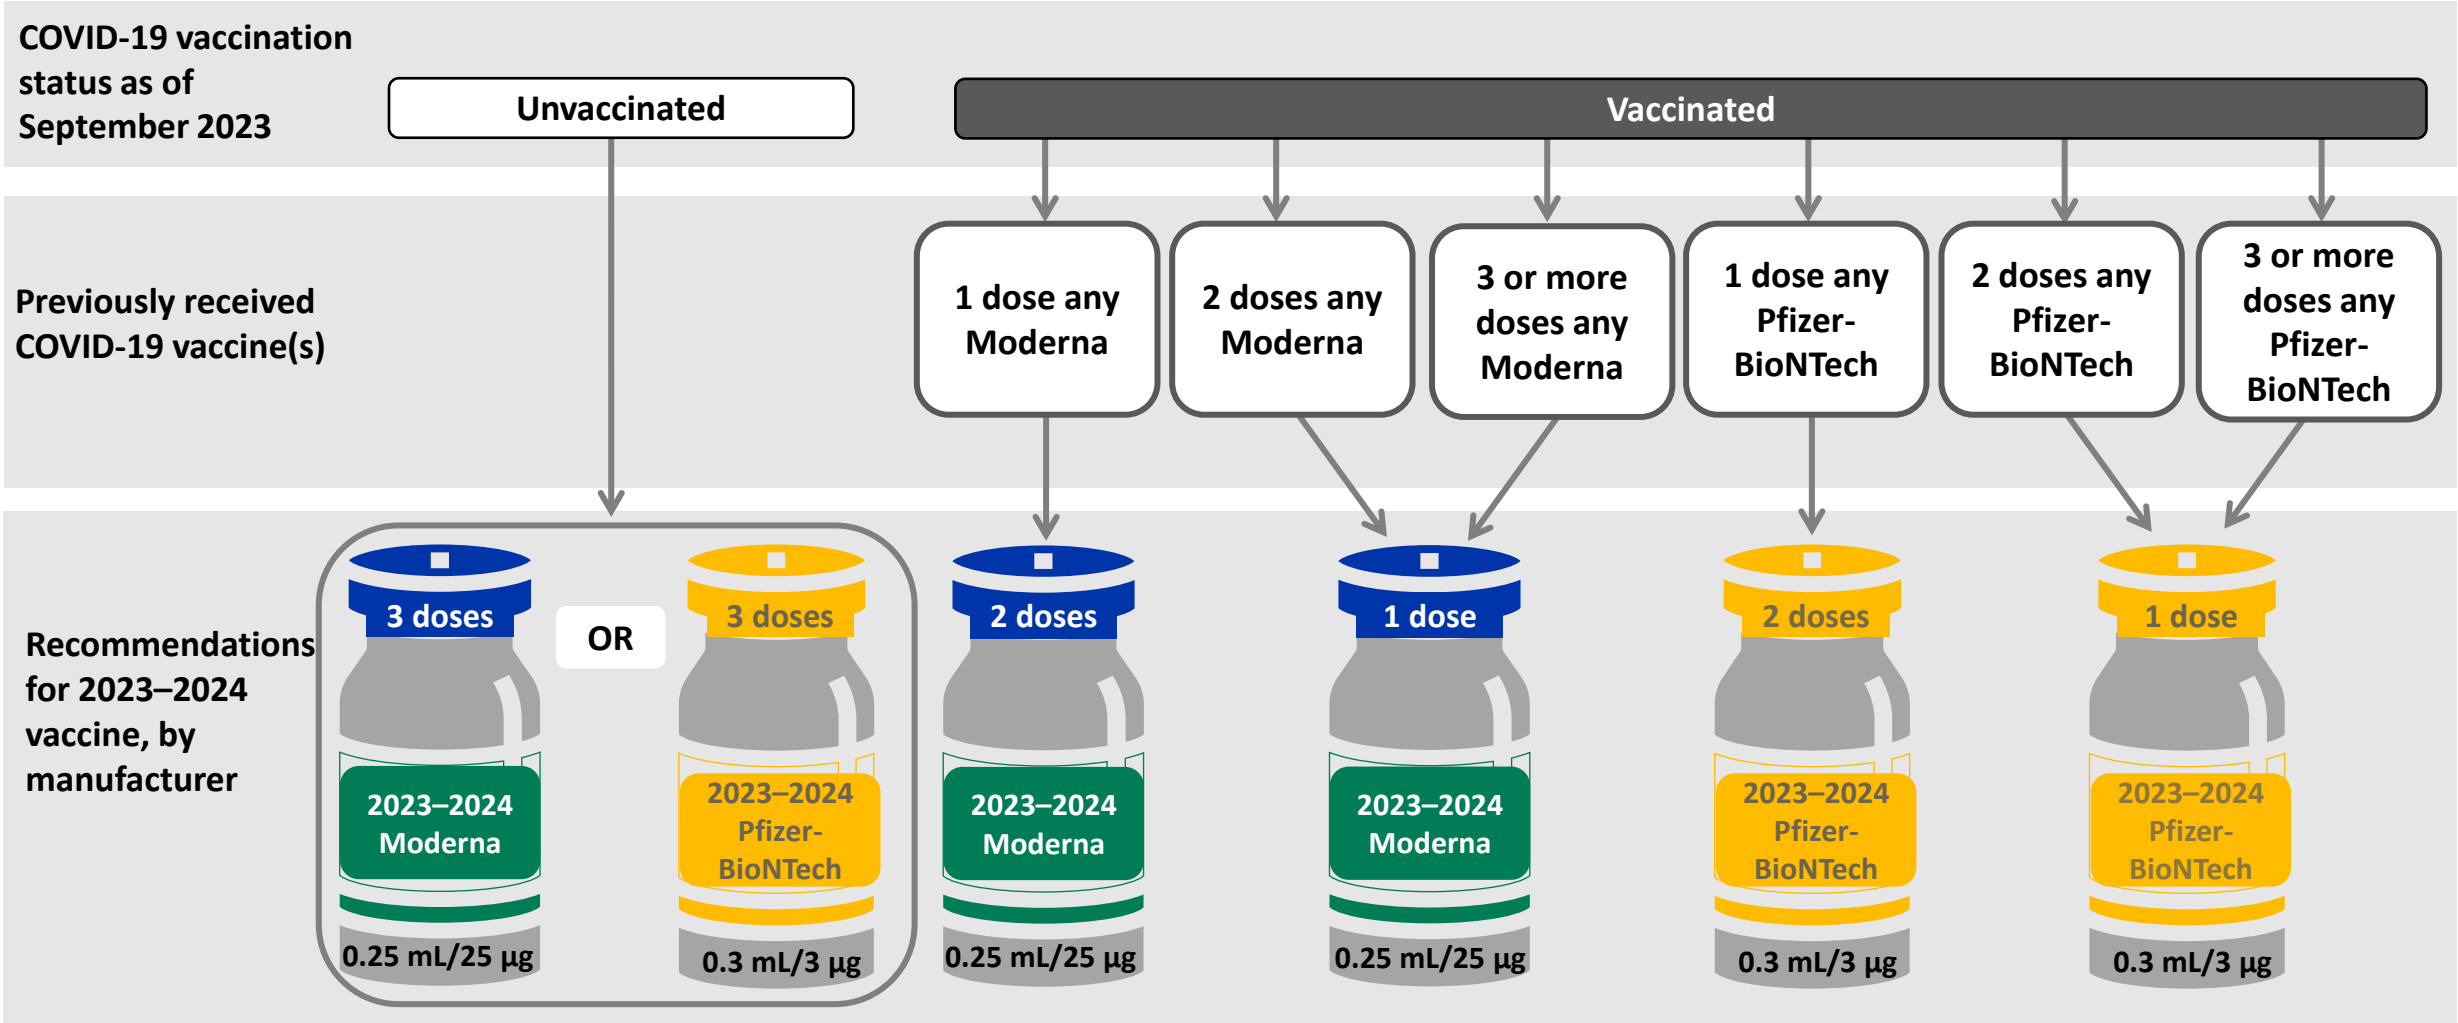 COVID-19 vaccination
status as of
September 2023
Unvaccinated
Vaccinated
Previously received
COVID-19 vaccine(s)
1 dose any
Moderna
2 doses any
Moderna
3 or more
doses any
Moderna
1 dose any
Pfizer-
BioNTech
2 doses any
Pfizer-
BioNTech
3 or more
doses any
Pfizer-
BioNTech
Recommendations
for 2023–2024
vaccine, by
manufacturer
3 doses
2023–2024
Moderna
0.25 mL/25 µg
OR
3 doses
2023–2024
Pfizer-
BioNTech
0.3 mL/3 µg
2 doses
2023–2024
Moderna
0.25 mL/25 µg
1 dose
2023–2024
Moderna
0.25 mL/25 µg
2 doses
2023–2024
Pfizer-
BioNTech
0.3 mL/3 µg
1 dose
2023–2024
Pfizer-
BioNTech
0.3 mL/3 µg